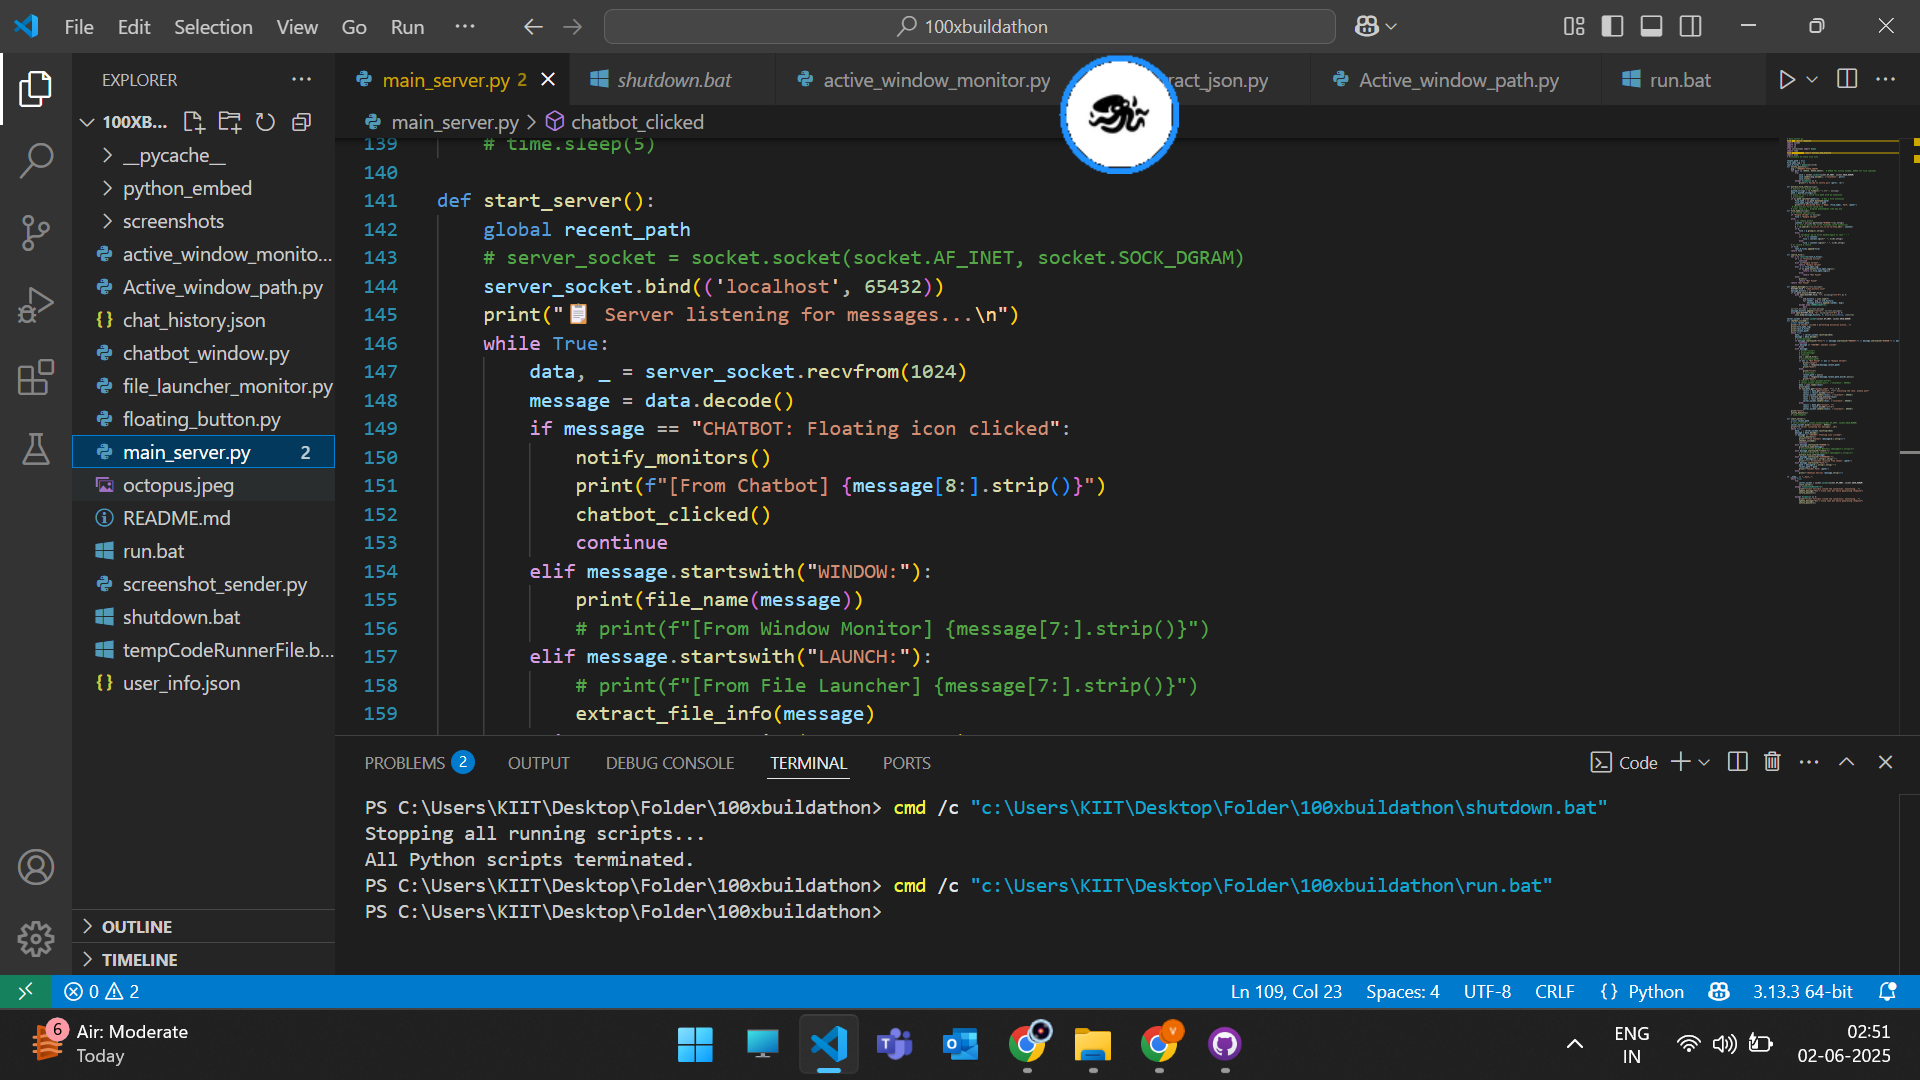 File Edit Selection View Go Run ···
100xbuildathon
EXPLORER ···
main_server.py 2
shutdown.bat
active_window_monitor.py
ract_json.py
Active_window_path.py
run.bat
100XB...
main_server.py > chatbot_clicked
__pycache__
python_embed
screenshots
active_window_monito...
Active_window_path.py
chat_history.json
chatbot_window.py
file_launcher_monitor.py
floating_button.py
main_server.py 2
octopus.jpeg
README.md
run.bat
screenshot_sender.py
shutdown.bat
tempCodeRunnerFile.b...
user_info.json
OUTLINE
TIMELINE
139 # time.sleep(5)
140
141 def start_server():
142 global recent_path
143 # server_socket = socket.socket(socket.AF_INET, socket.SOCK_DGRAM)
144 server_socket.bind(('localhost', 65432))
145 print("📋 Server listening for messages...\n")
146 while True:
147 data, _ = server_socket.recvfrom(1024)
148 message = data.decode()
149 if message == "CHATBOT: Floating icon clicked":
150 notify_monitors()
151 print(f"[From Chatbot] {message[8:].strip()}")
152 chatbot_clicked()
153 continue
154 elif message.startswith("WINDOW:"):
155 print(file_name(message))
156 # print(f"[From Window Monitor] {message[7:].strip()}")
157 elif message.startswith("LAUNCH:"):
158 # print(f"[From File Launcher] {message[7:].strip()}")
159 extract_file_info(message)
PROBLEMS 2 OUTPUT DEBUG CONSOLE TERMINAL PORTS
Code
PS C:\Users\KIIT\Desktop\Folder\100xbuildathon> cmd /c "c:\Users\KIIT\Desktop\Folder\100xbuildathon\shutdown.bat"
Stopping all running scripts...
All Python scripts terminated.
PS C:\Users\KIIT\Desktop\Folder\100xbuildathon> cmd /c "c:\Users\KIIT\Desktop\Folder\100xbuildathon\run.bat"
PS C:\Users\KIIT\Desktop\Folder\100xbuildathon>
0 2
Ln 109, Col 23 Spaces: 4 UTF-8 CRLF {} Python 3.13.3 64-bit
6
Air: Moderate
Today
ENG
IN
02:51
02-06-2025